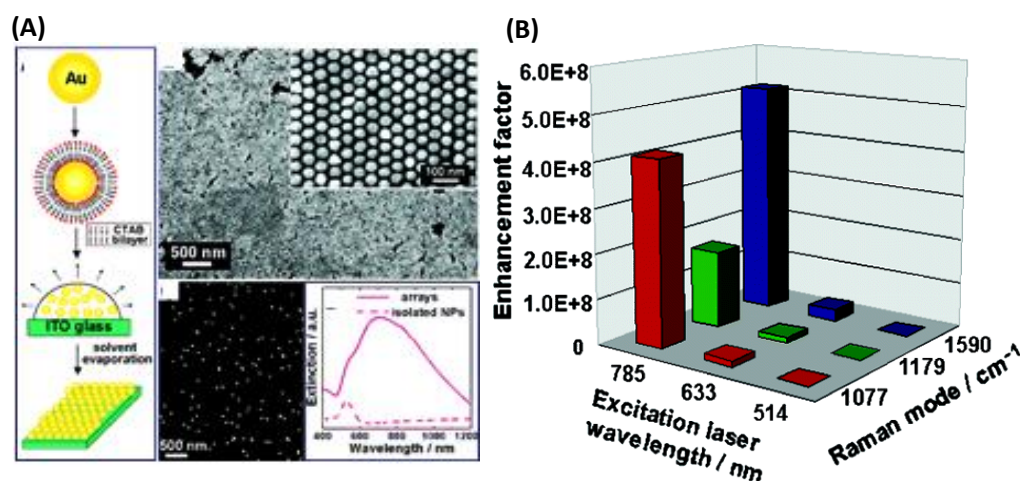 (A)
Au
CTAB
bilayer
ITO glass
solvent
evaporation
100 nm
500 nm
500 nm
arrays
isolated NPs
Extinction / a.u.
400 600 800 1000 1200
Wavelength / nm
(B)
Enhancement factor
6.0E+8
5.0E+8
4.0E+8
3.0E+8
2.0E+8
1.0E+8
0
785
633
514
Excitation laser
wavelength / nm
1077
1179
1590
Raman mode / cm⁻¹